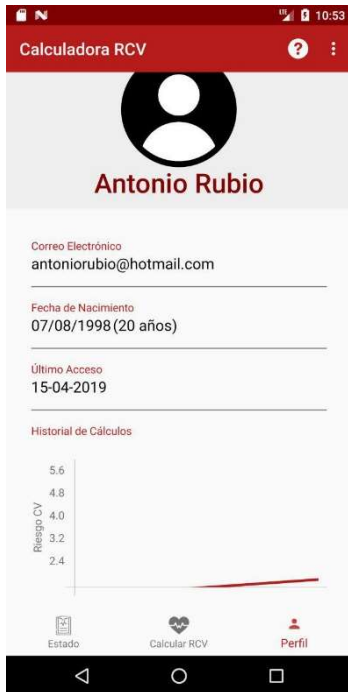 LTE 10:53
Calculadora RCV ?
Antonio Rubio
Correo Electrónico
antoniorubio@hotmail.com
Fecha de Nacimiento
07/08/1998 (20 años)
Último Acceso
15-04-2019
Historial de Cálculos
5.6
4.8
4.0
3.2
2.4
Riesgo CV
Estado Calcular RCV Perfil